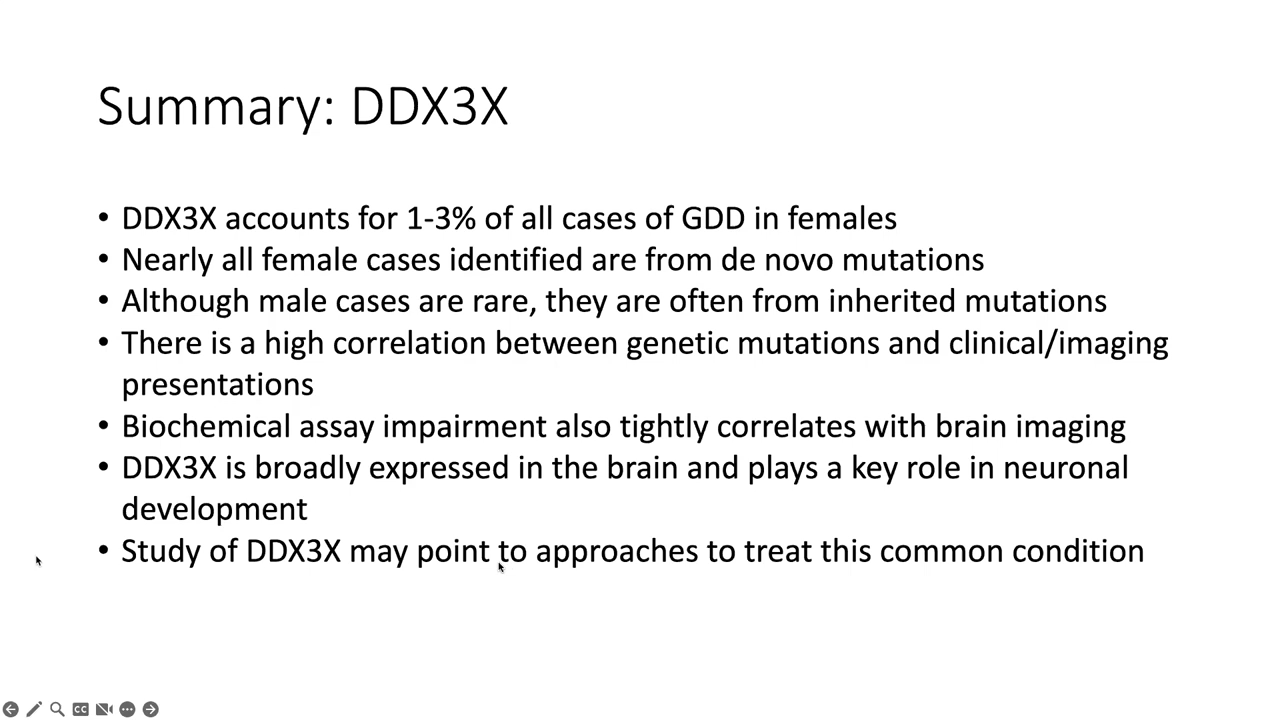 Summary: DDX3X
• DDX3X accounts for 1-3% of all cases of GDD in females
• Nearly all female cases identified are from de novo mutations
• Although male cases are rare, they are often from inherited mutations
• There is a high correlation between genetic mutations and clinical/imaging
presentations
• Biochemical assay impairment also tightly correlates with brain imaging
• DDX3X is broadly expressed in the brain and plays a key role in neuronal
development
• Study of DDX3X may point to approaches to treat this common condition
CC